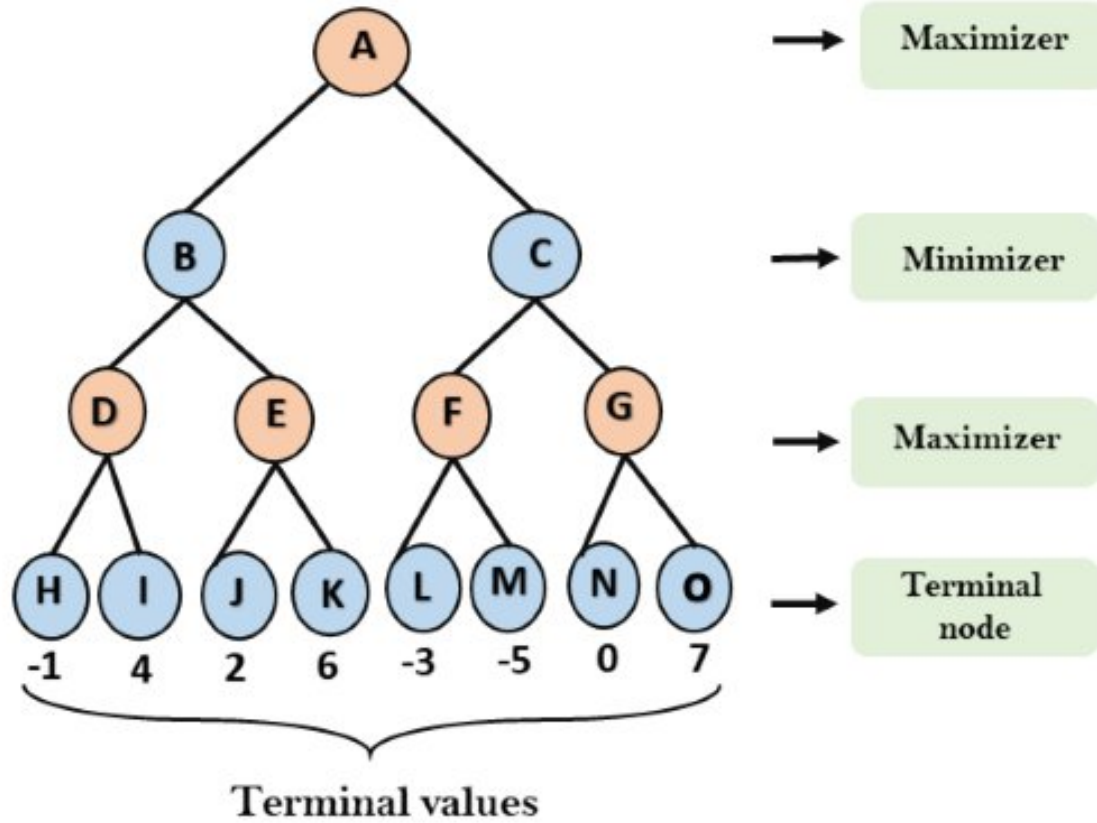 A
Maximizer
B
C
Minimizer
D
E
F
G
Maximizer
H
I
J
K
L
M
N
O
Terminal
node
-1
4
2
6
-3
-5
0
7
Terminal values